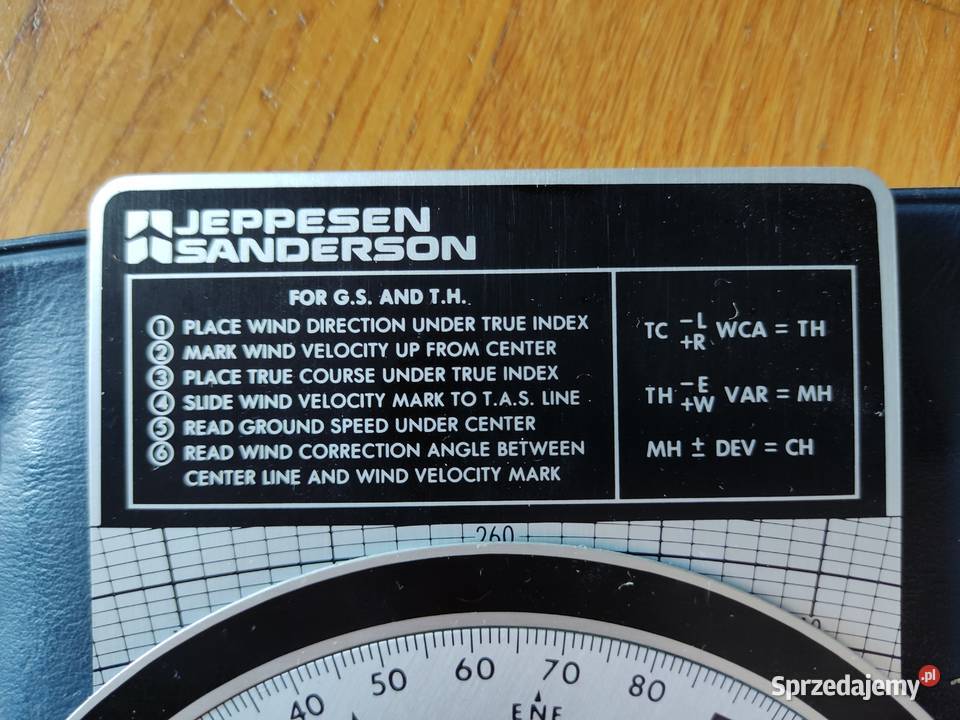 JEPPESEN
SANDERSON
FOR G.S. AND T.H.
① PLACE WIND DIRECTION UNDER TRUE INDEX
② MARK WIND VELOCITY UP FROM CENTER
③ PLACE TRUE COURSE UNDER TRUE INDEX
④ SLIDE WIND VELOCITY MARK TO T.A.S. LINE
⑤ READ GROUND SPEED UNDER CENTER
⑥ READ WIND CORRECTION ANGLE BETWEEN
CENTER LINE AND WIND VELOCITY MARK
TC -L +R WCA = TH
TH -E +W VAR = MH
MH ± DEV = CH
260
40 50 60 70 80
ENE
Sprzedajemy.pl